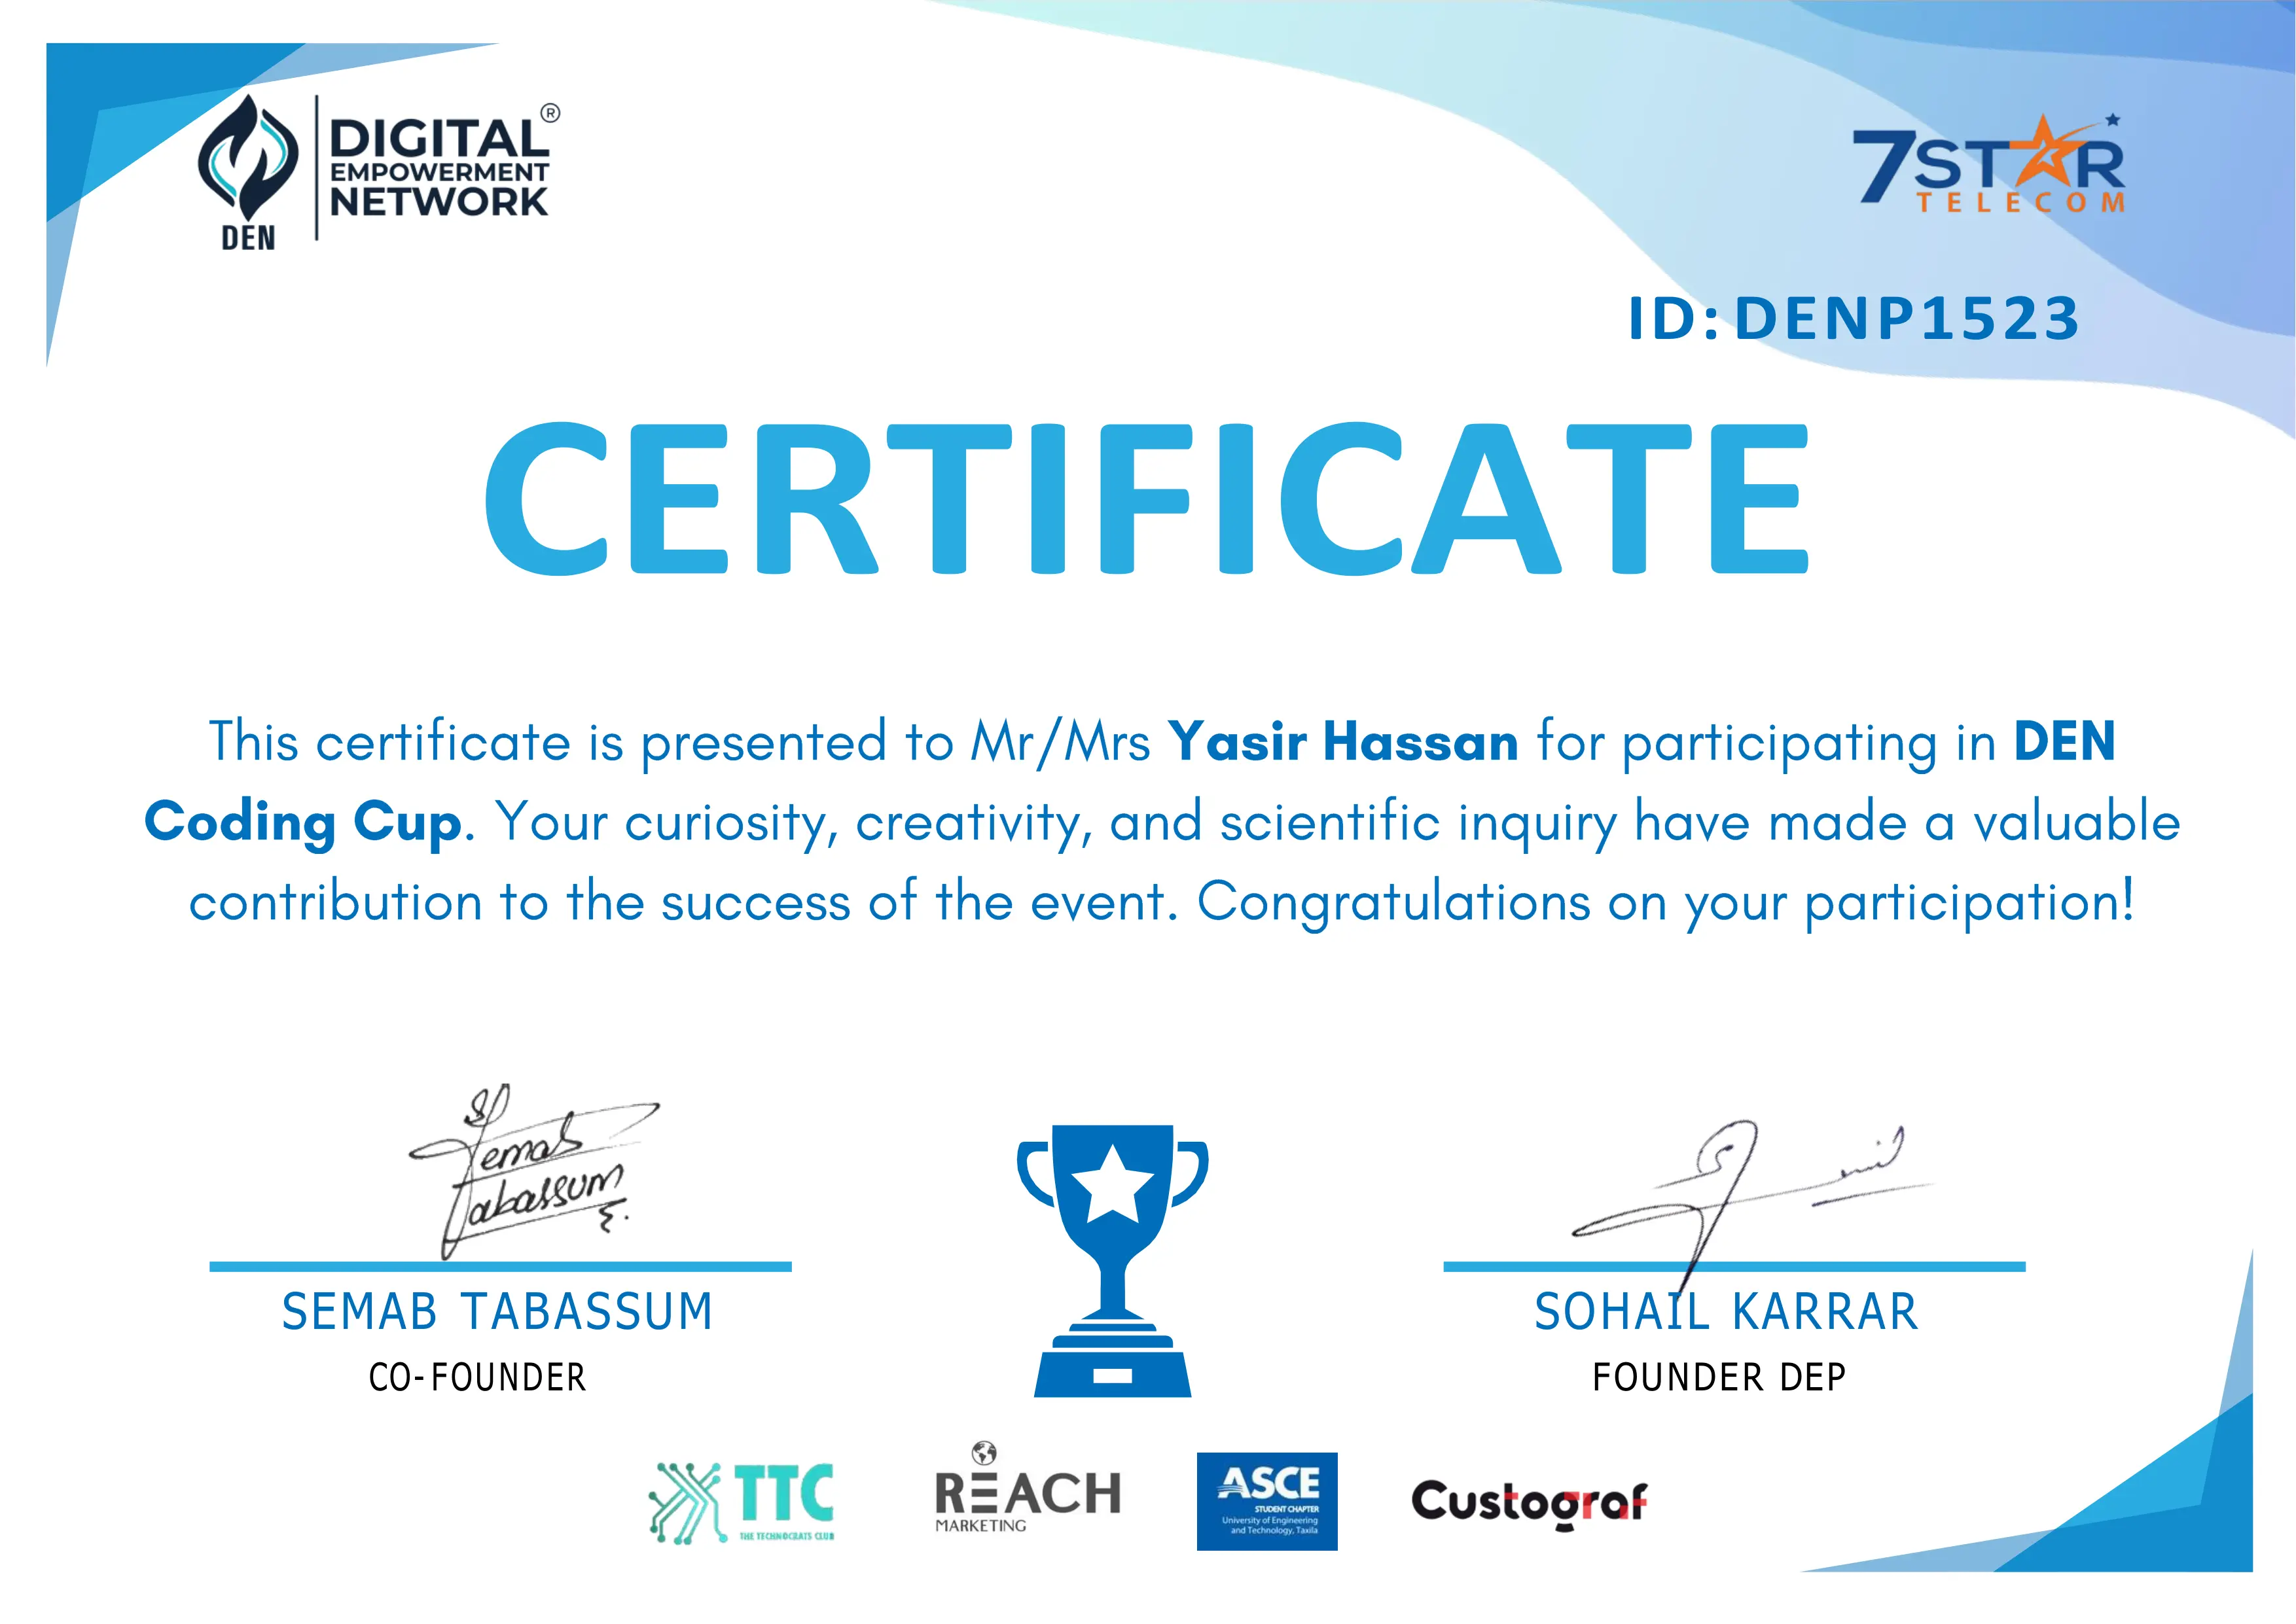 DIGITAL®
EMPOWERMENT
NETWORK
DEN
7STAR
TELECOM
ID: DENP1523
CERTIFICATE
This certificate is presented to Mr/Mrs Yasir Hassan for participating in DEN
Coding Cup. Your curiosity, creativity, and scientific inquiry have made a valuable
contribution to the success of the event. Congratulations on your participation!
Semab
Tabassum
SEMAB TABASSUM
CO-FOUNDER
SOHAIL KARRAR
FOUNDER DEP
TTC
THE TECHNOCRATS CLUB
REACH
MARKETING
ASCE
STUDENT CHAPTER
University of Engineering
and Technology, Taxila
Custograf